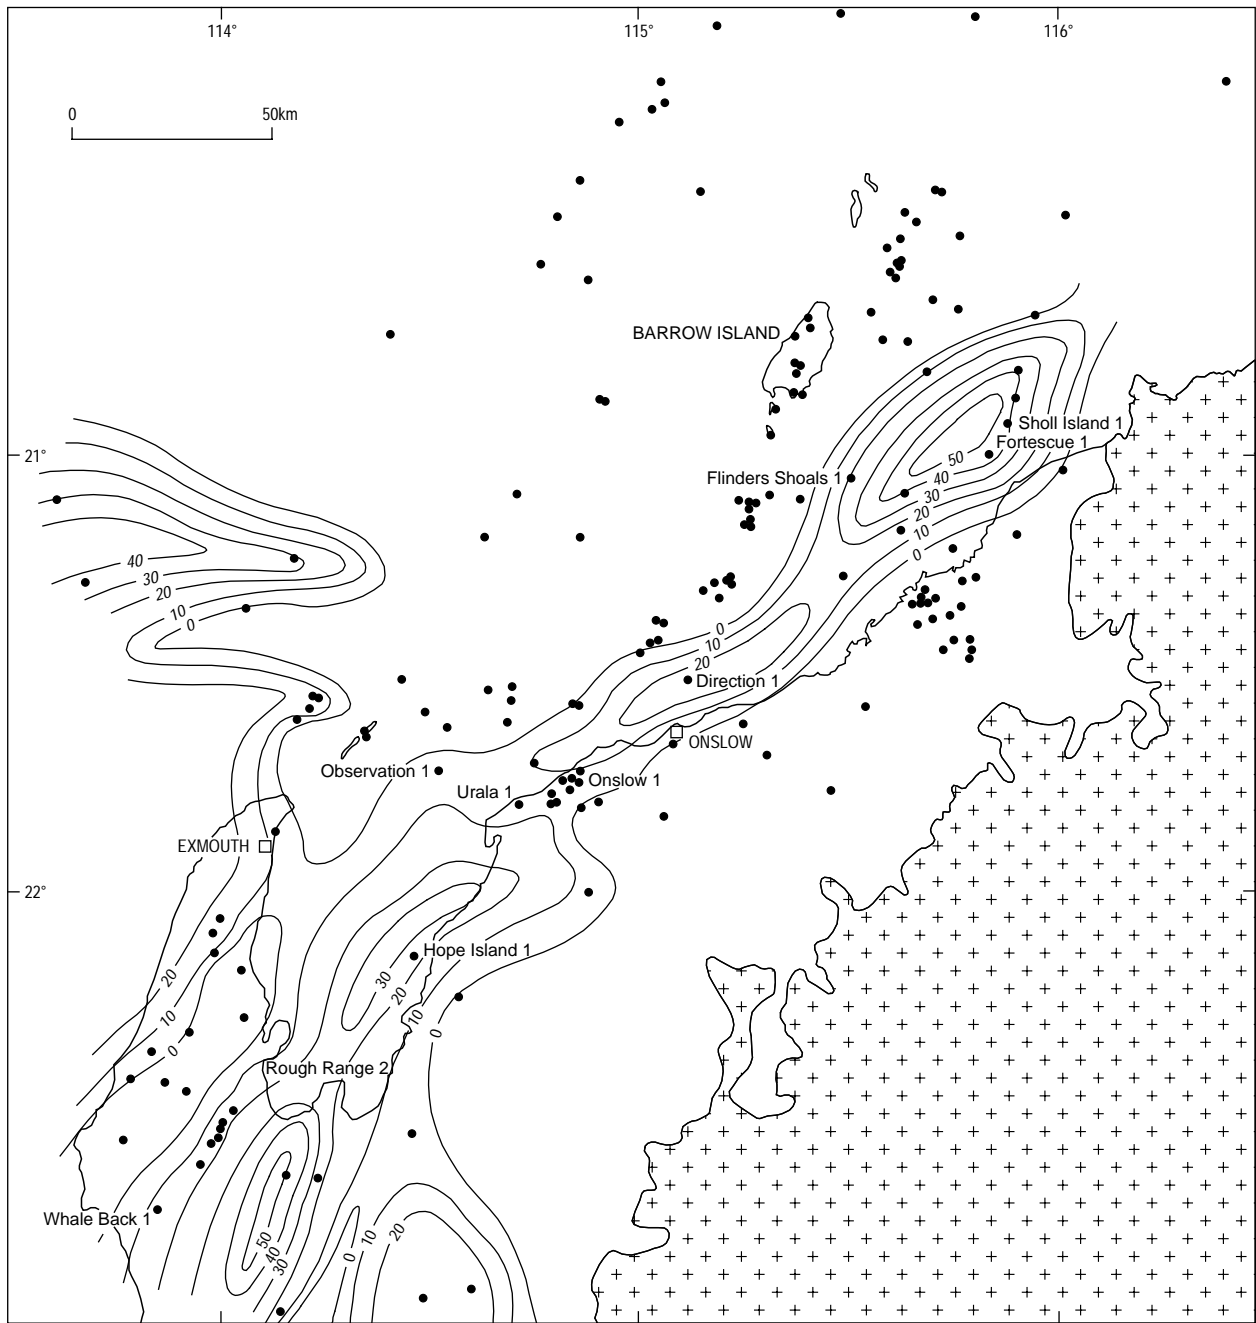 114°
115°
116°
0
50km
BARROW ISLAND
21°
Sholl Island 1
Fortescue 1
50
40
30
20
10
0
Flinders Shoals 1
40
30
20
10
0
0
10
20
Direction 1
ONSLOW
Observation 1
Onslow 1
Urala 1
EXMOUTH
22°
Hope Island 1
30
20
10
0
20
10
0
Rough Range 2
Whale Back 1
50
40
30
0
10
20